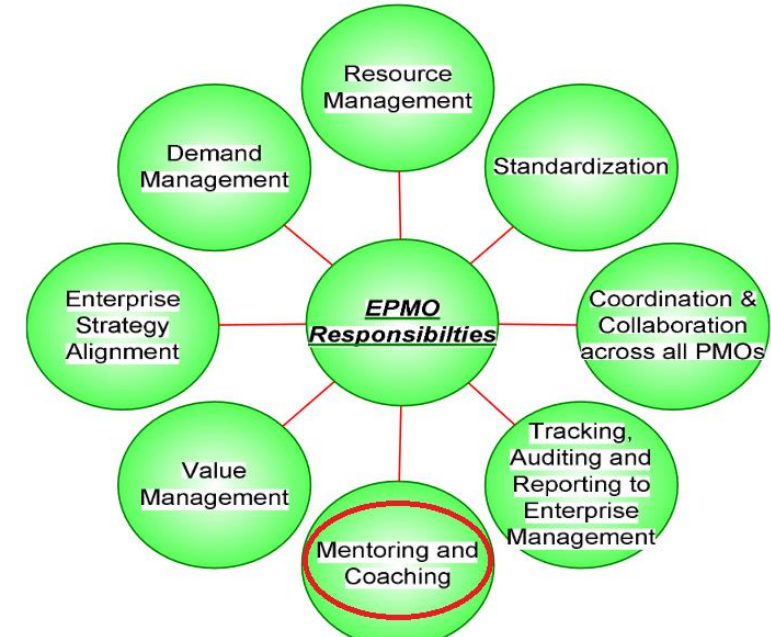 Resource
Management
Demand
Management
Standardization
Enterprise
Strategy
Alignment
EPMO
Responsibilties
Coordination &
Collaboration
across all PMOs
Value
Management
Tracking,
Auditing and
Reporting to
Enterprise
Management
Mentoring and
Coaching